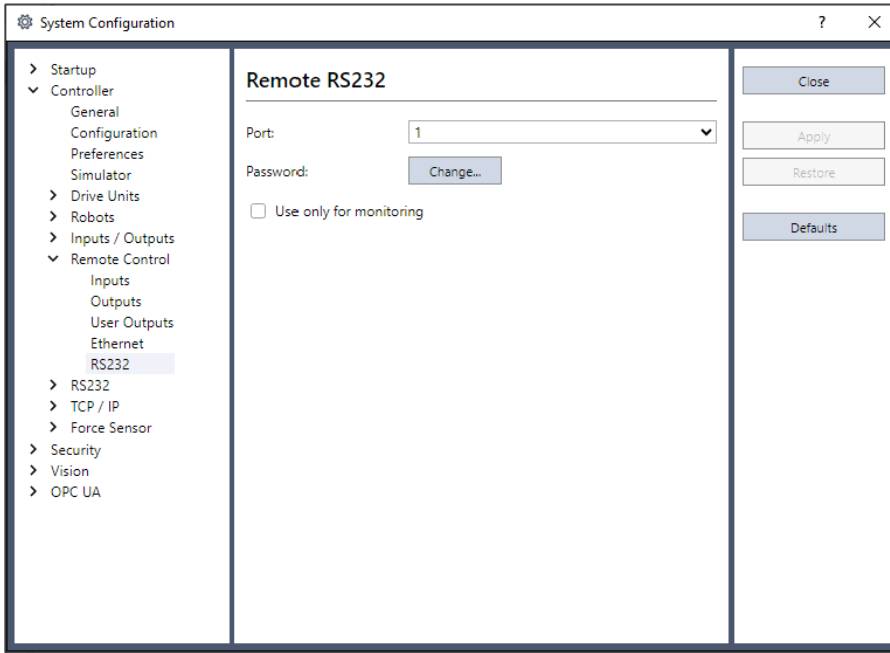 System Configuration
?
Startup
Controller
General
Configuration
Preferences
Simulator
Drive Units
Robots
Inputs / Outputs
Remote Control
Inputs
Outputs
User Outputs
Ethernet
RS232
RS232
TCP / IP
Force Sensor
Security
Vision
OPC UA
Remote RS232
Port:
1
Password:
Change...
Use only for monitoring
Close
Apply
Restore
Defaults